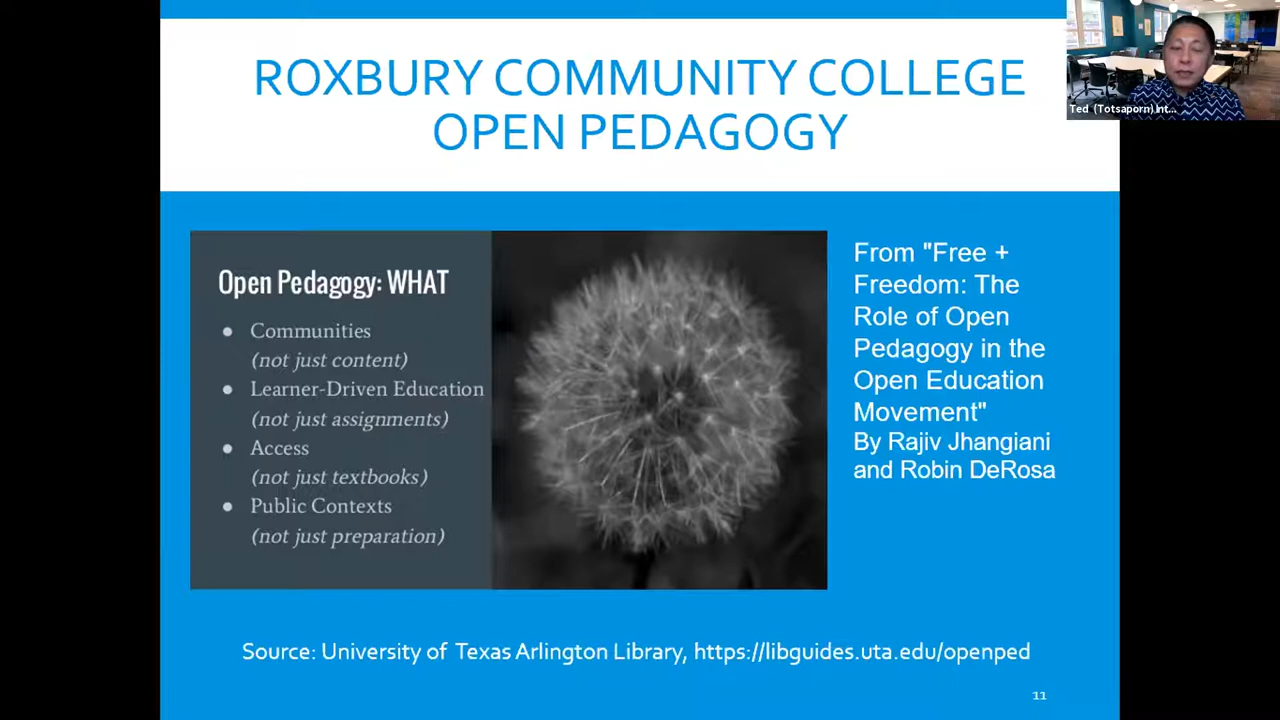 ROXBURY COMMUNITY COLLEGE
OPEN PEDAGOGY
Ted (Totsaporn) Int...
Open Pedagogy: WHAT
● Communities
(not just content)
● Learner-Driven Education
(not just assignments)
● Access
(not just textbooks)
● Public Contexts
(not just preparation)
From "Free +
Freedom: The
Role of Open
Pedagogy in the
Open Education
Movement"
By Rajiv Jhangiani
and Robin DeRosa
Source: University of Texas Arlington Library, https://libguides.uta.edu/openped
11